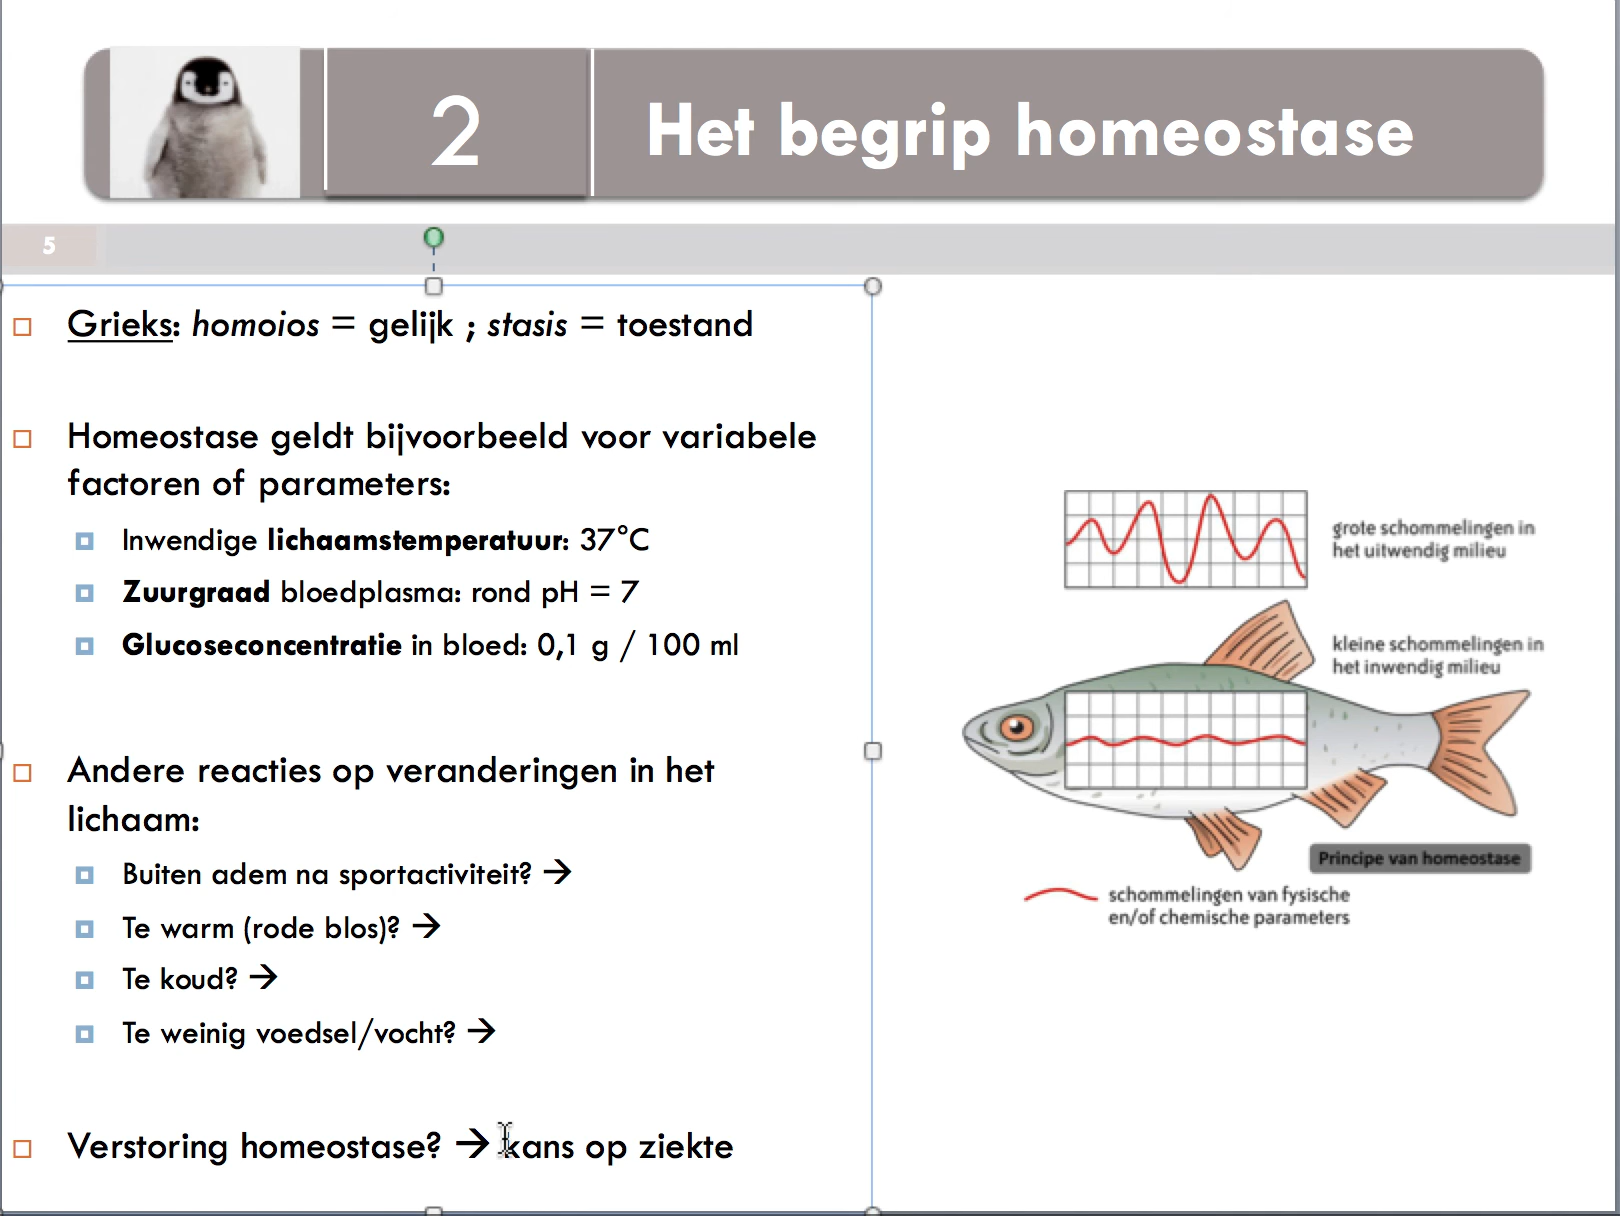 2
Het begrip homeostase
5
Grieks: homoios = gelijk ; stasis = toestand
Homeostase geldt bijvoorbeeld voor variabele
factoren of parameters:
Inwendige lichaamstemperatuur: 37°C
Zuurgraad bloedplasma: rond pH = 7
Glucoseconcentratie in bloed: 0,1 g / 100 ml
Andere reacties op veranderingen in het
lichaam:
Buiten adem na sportactiviteit? →
Te warm (rode blos)? →
Te koud? →
Te weinig voedsel/vocht? →
Verstoring homeostase? → kans op ziekte
grote schommelingen in
het uitwendig milieu
kleine schommelingen in
het inwendig milieu
Principe van homeostase
schommelingen van fysische
en/of chemische parameters